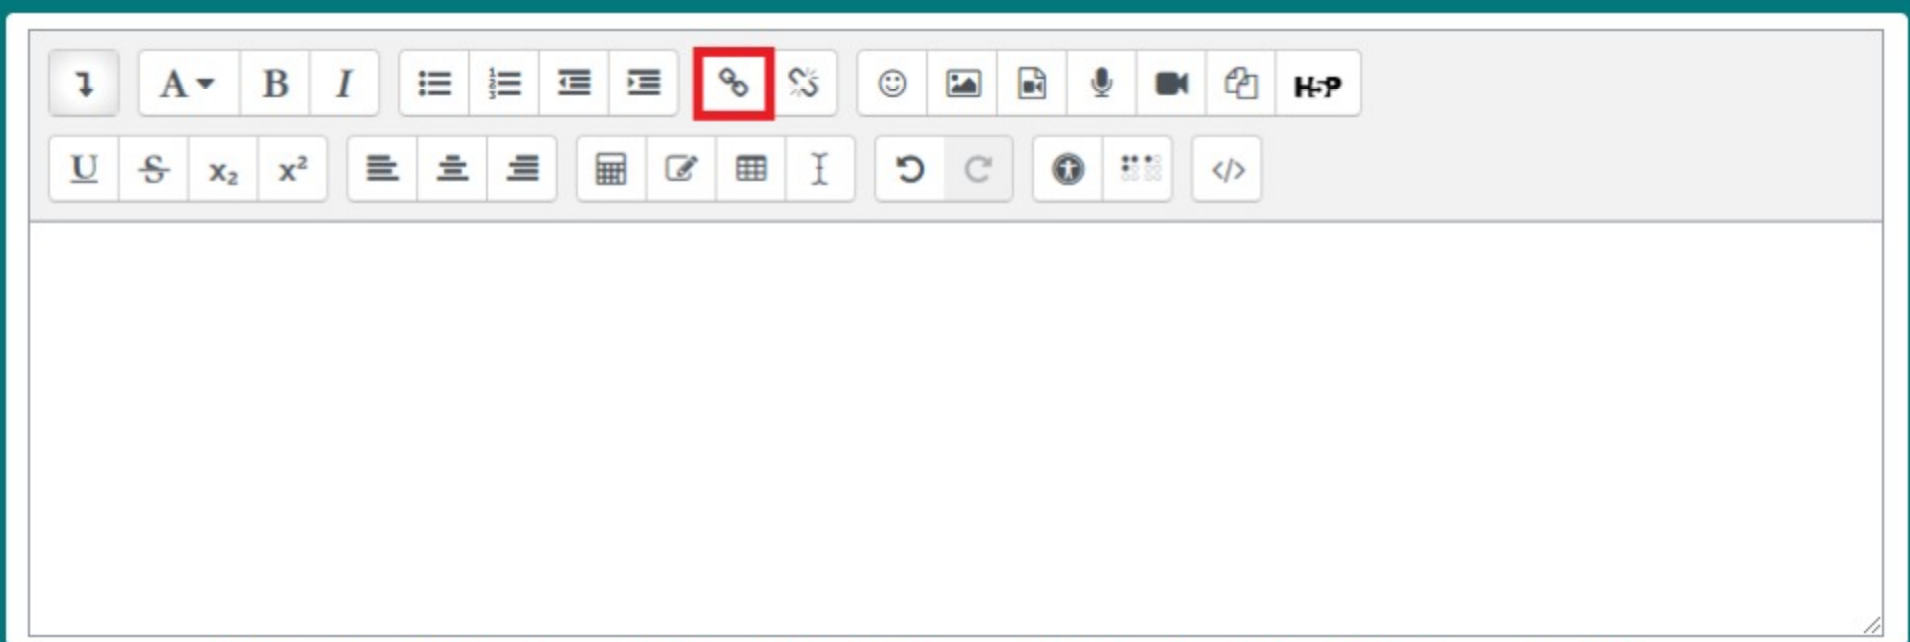 A B I H5P
U S x₂ x² </>